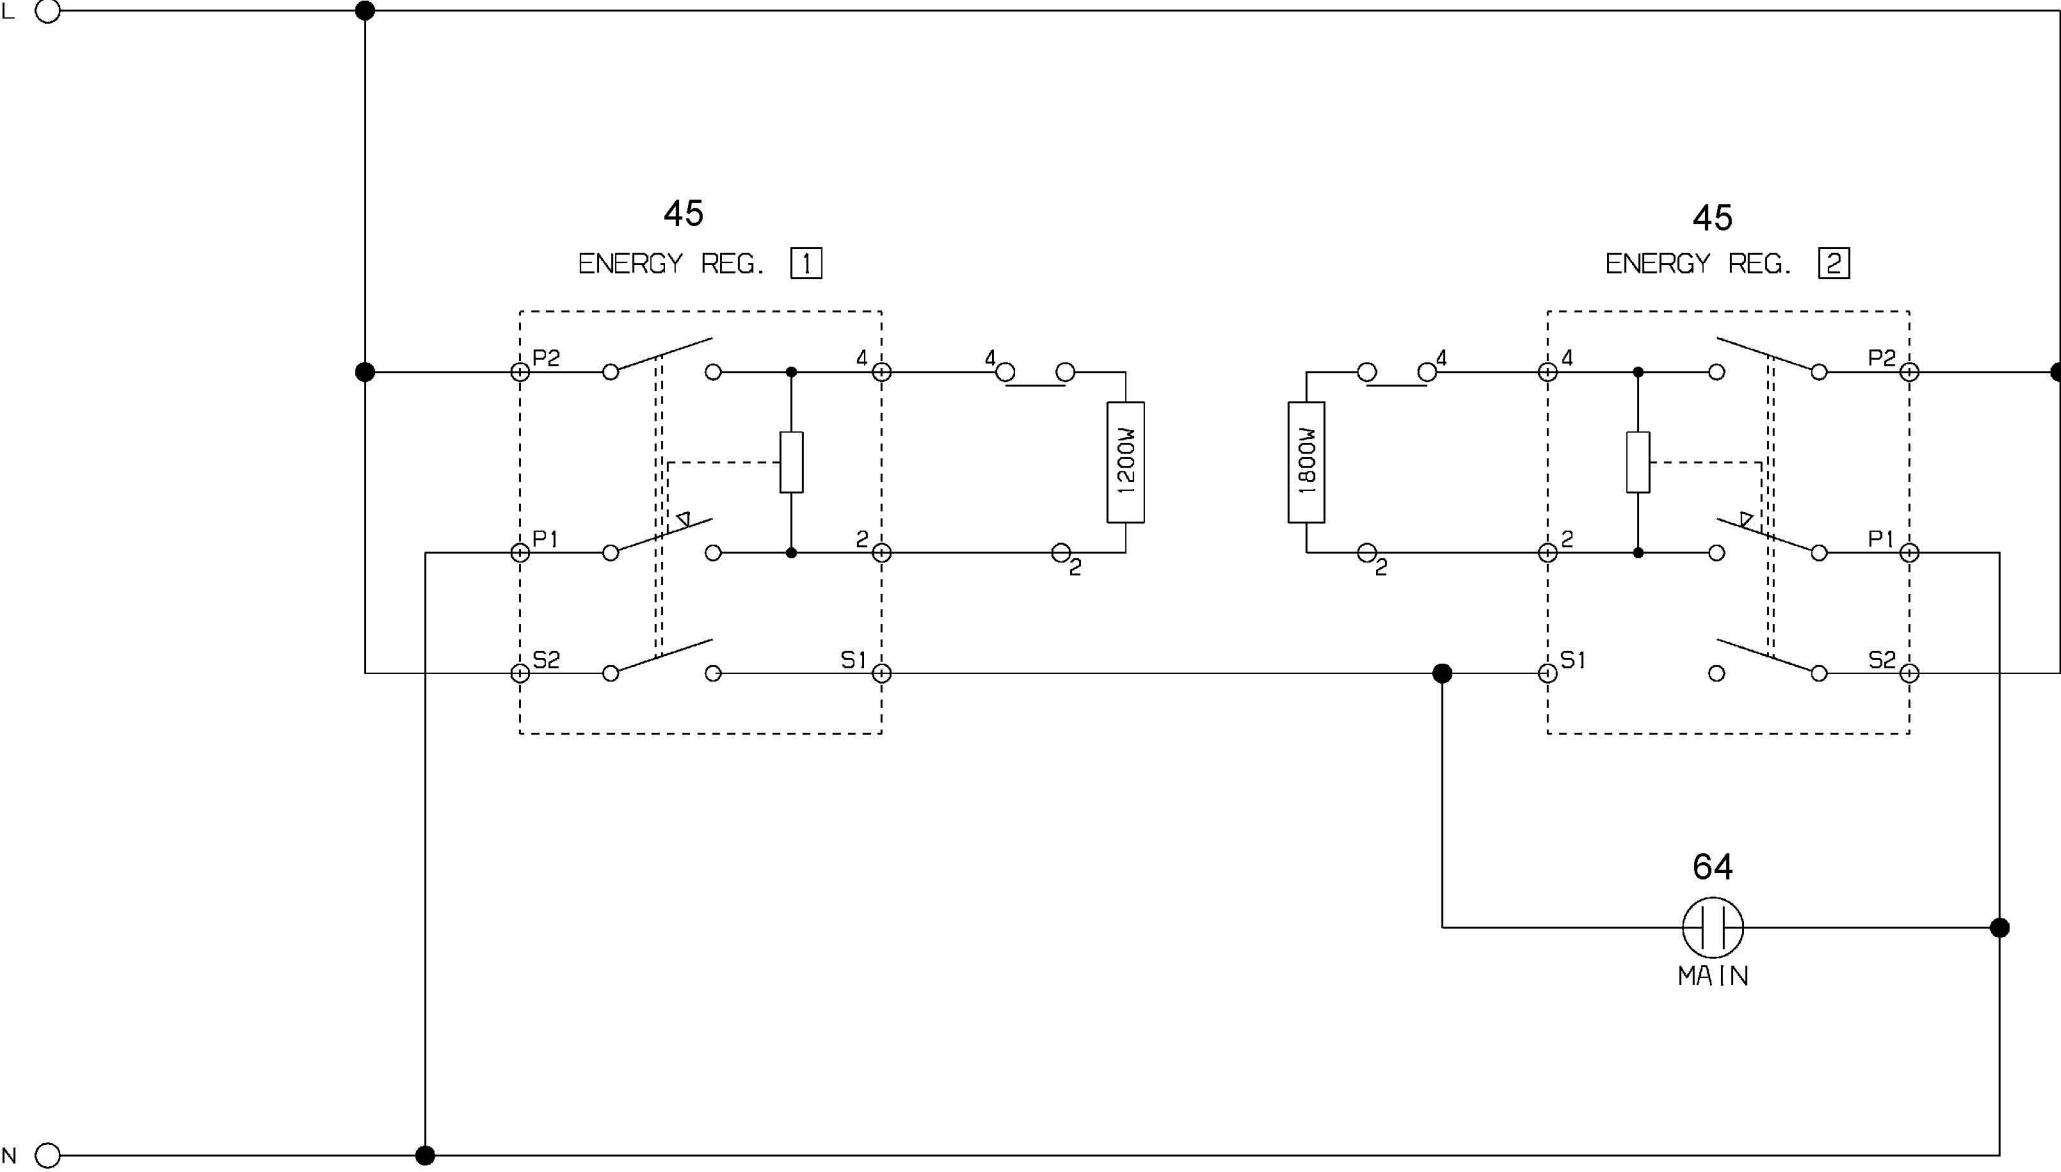 L
45
45
ENERGY REG. 1
ENERGY REG. 2
P2
4
4
4
4
P2
1200W
1800W
P1
2
2
P1
2
2
S2
S1
S1
S2
64
MAIN
N